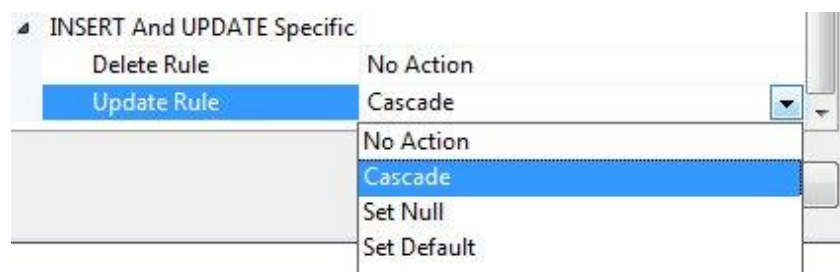 INSERT And UPDATE Specific
Delete Rule No Action
Update Rule Cascade
No Action
Cascade
Set Null
Set Default